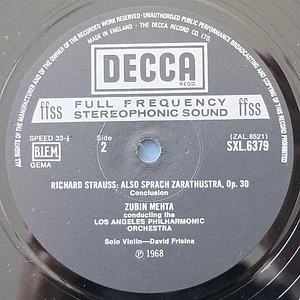 ALL RIGHTS OF THE MANUFACTURER AND OF THE OWNER OF THE RECORDED WORK RESERVED · UNAUTHORISED PUBLIC PERFORMANCE BROADCASTING AND COPYING OF THIS RECORD PROHIBITED
MADE IN ENGLAND · THE DECCA RECORD CO. LTD.
DECCA
REGD
ffss FULL FREQUENCY STEREOPHONIC SOUND ffss
SPEED 33⅓
B.I.E.M.
GEMA
Side
2
(ZAL.8521)
SXL.6379
RICHARD STRAUSS: ALSO SPRACH ZARATHUSTRA, Op. 30
Conclusion
ZUBIN MEHTA
conducting the
LOS ANGELES PHILHARMONIC
ORCHESTRA
Solo Violin—David Frisina
Ⓟ 1968